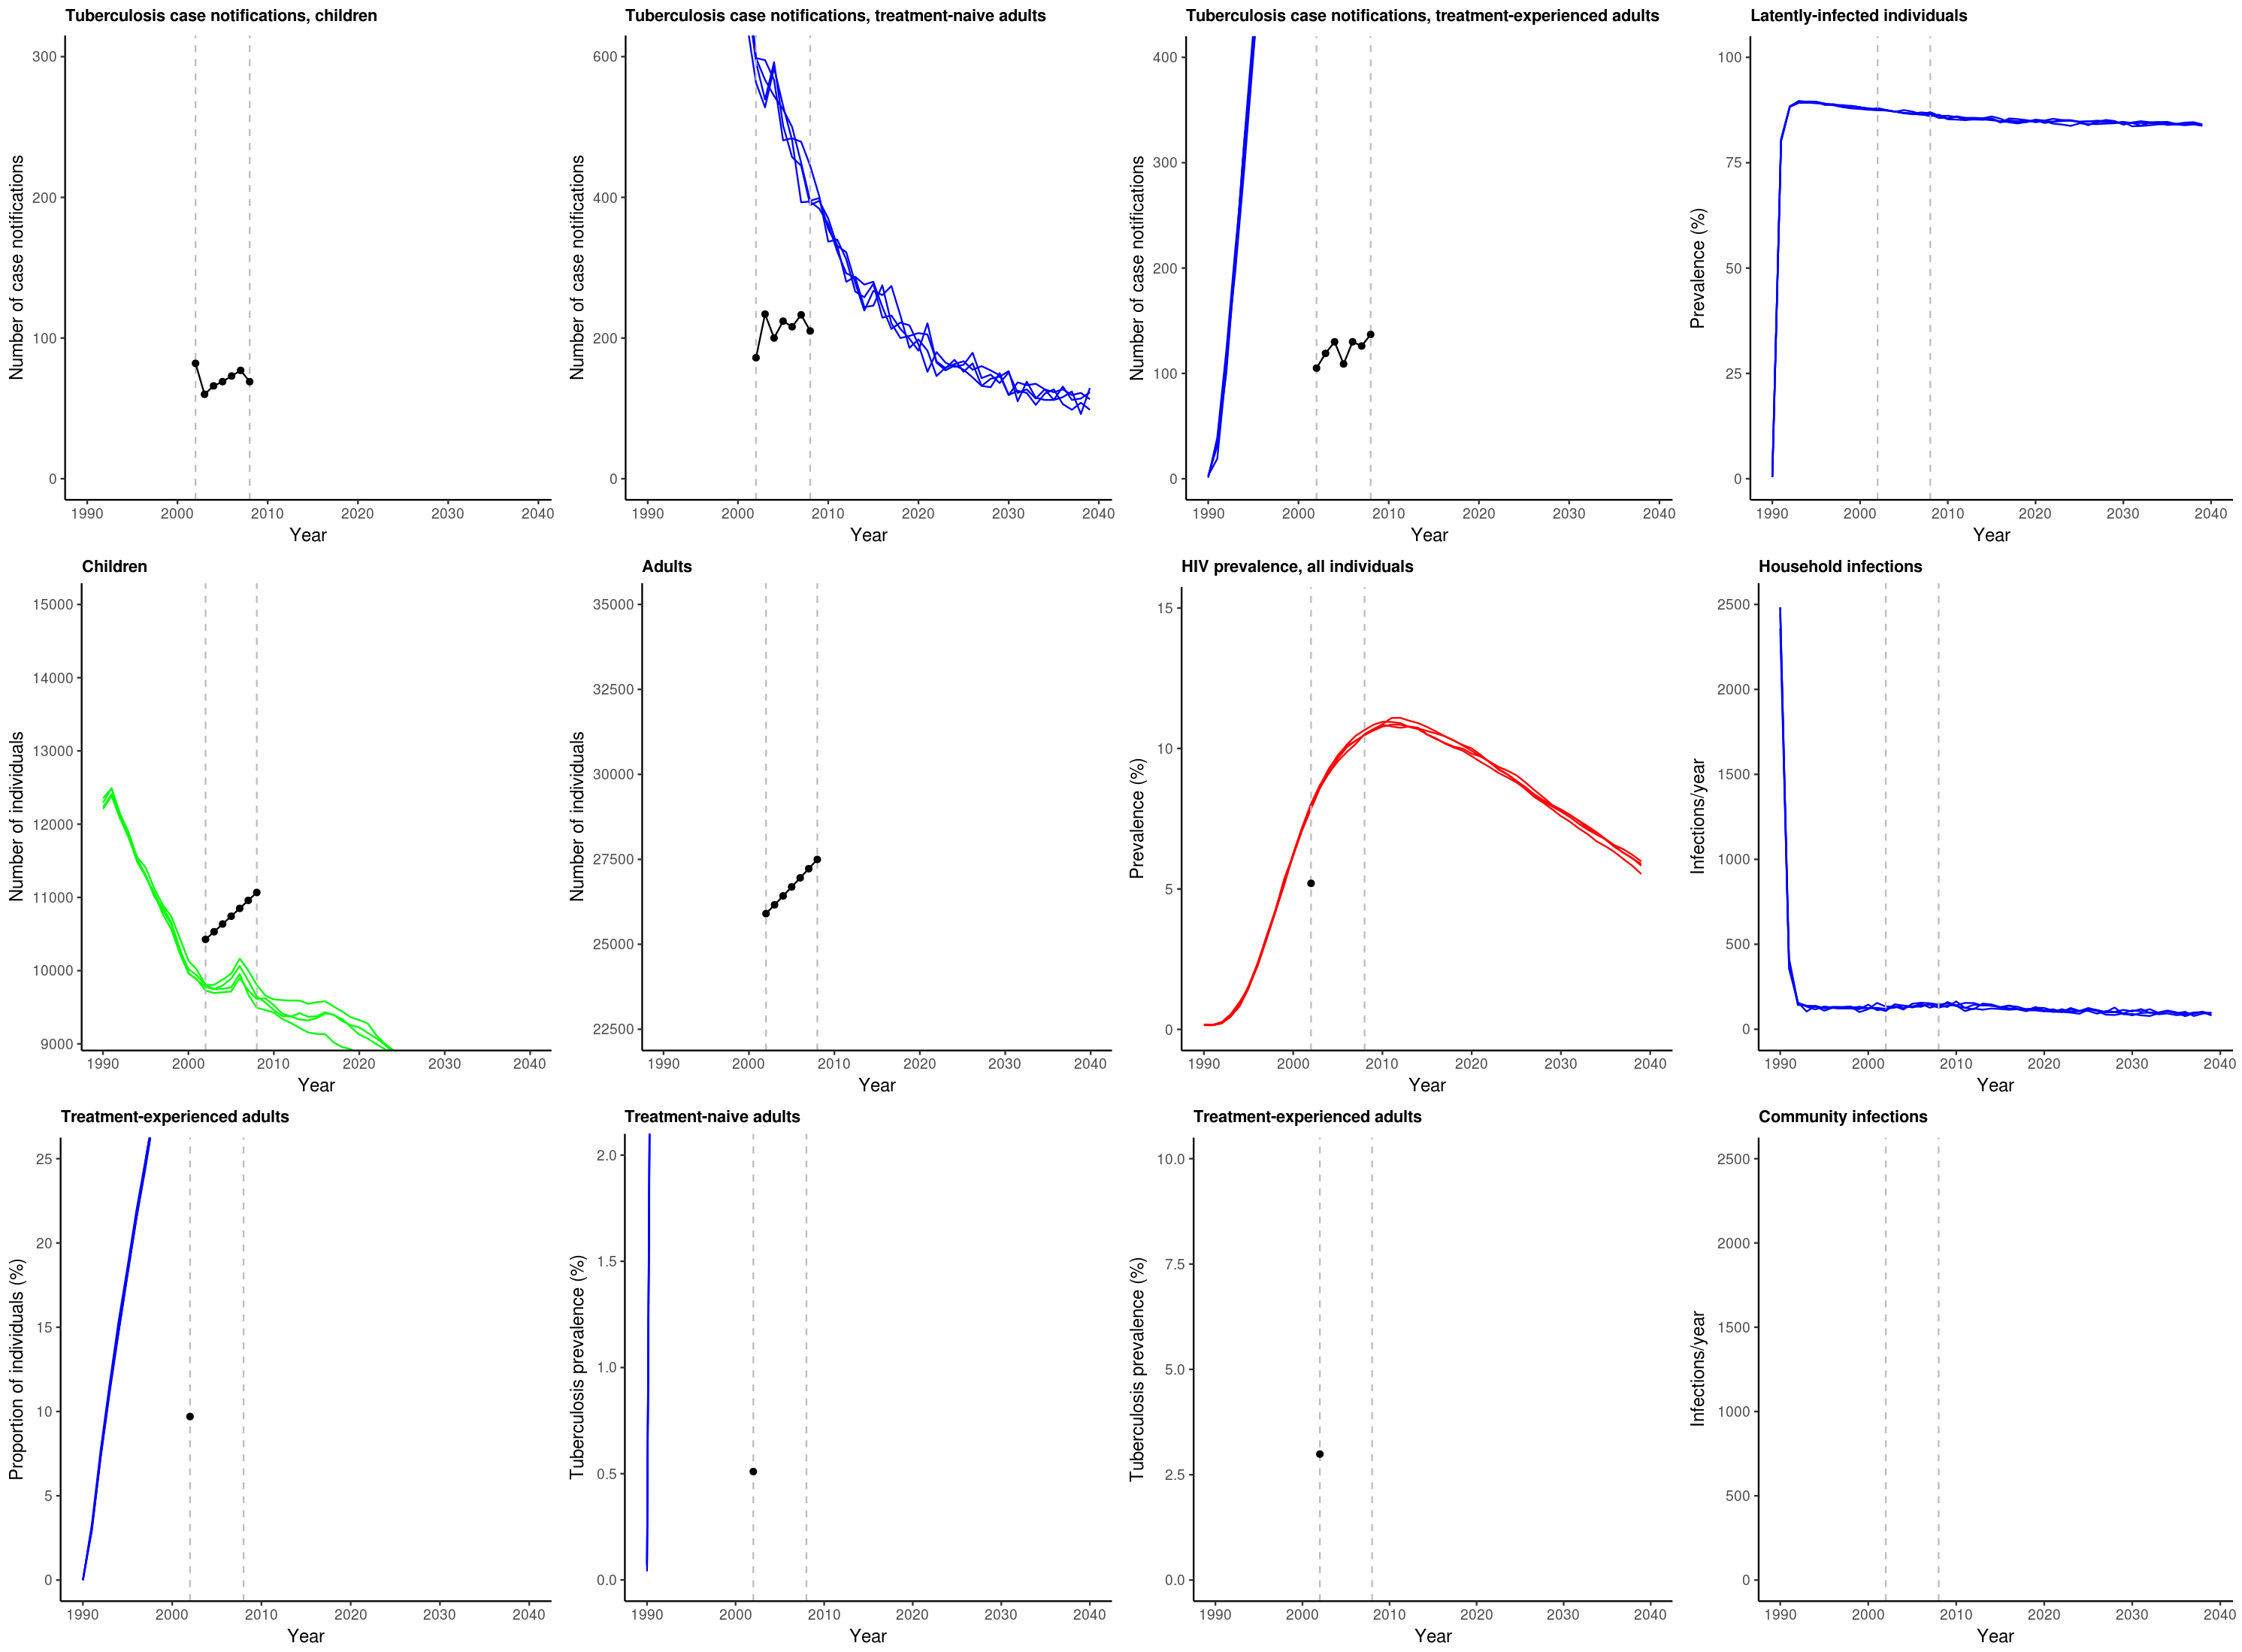 Tuberculosis case notifications, children
Number of case notifications
300
200
100
0
1990 2000 2010 2020 2030 2040
Year
Tuberculosis case notifications, treatment-naive adults
Number of case notifications
600
400
200
0
1990 2000 2010 2020 2030 2040
Year
Tuberculosis case notifications, treatment-experienced adults
Number of case notifications
400
300
200
100
0
1990 2000 2010 2020 2030 2040
Year
Latently-infected individuals
Prevalence (%)
100
75
50
25
0
1990 2000 2010 2020 2030 2040
Year
Children
Number of individuals
15000
14000
13000
12000
11000
10000
9000
1990 2000 2010 2020 2030 2040
Year
Adults
Number of individuals
35000
32500
30000
27500
25000
22500
1990 2000 2010 2020 2030 2040
Year
HIV prevalence, all individuals
Prevalence (%)
15
10
5
0
1990 2000 2010 2020 2030 2040
Year
Household infections
Infections/year
2500
2000
1500
1000
500
0
1990 2000 2010 2020 2030 2040
Year
Treatment-experienced adults
Proportion of individuals (%)
25
20
15
10
5
0
1990 2000 2010 2020 2030 2040
Year
Treatment-naive adults
Tuberculosis prevalence (%)
2.0
1.5
1.0
0.5
0.0
1990 2000 2010 2020 2030 2040
Year
Treatment-experienced adults
Tuberculosis prevalence (%)
10.0
7.5
5.0
2.5
0.0
1990 2000 2010 2020 2030 2040
Year
Community infections
Infections/year
2500
2000
1500
1000
500
0
1990 2000 2010 2020 2030 2040
Year